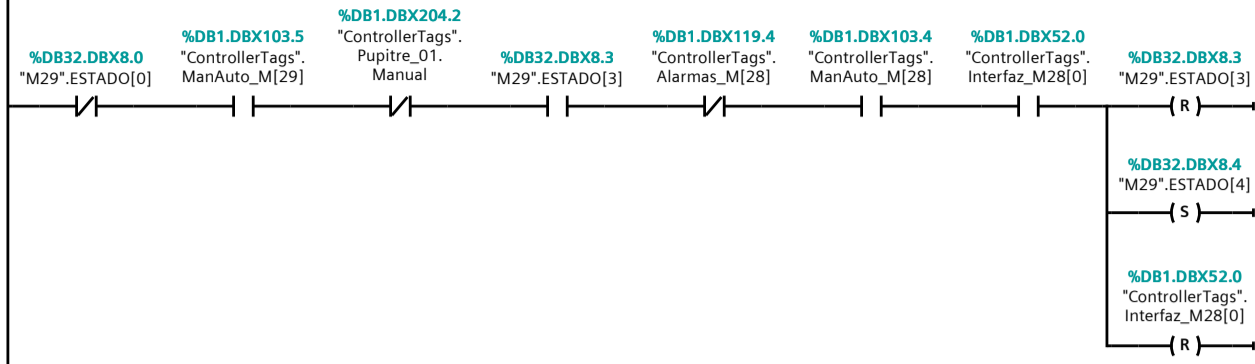 %DB32.DBX8.0
"M29".ESTADO[0]
%DB1.DBX103.5
"ControllerTags".
ManAuto_M[29]
%DB1.DBX204.2
"ControllerTags".
Pupitre_01.
Manual
%DB32.DBX8.3
"M29".ESTADO[3]
%DB1.DBX119.4
"ControllerTags".
Alarmas_M[28]
%DB1.DBX103.4
"ControllerTags".
ManAuto_M[28]
%DB1.DBX52.0
"ControllerTags".
Interfaz_M28[0]
%DB32.DBX8.3
"M29".ESTADO[3]
R
%DB32.DBX8.4
"M29".ESTADO[4]
S
%DB1.DBX52.0
"ControllerTags".
Interfaz_M28[0]
R